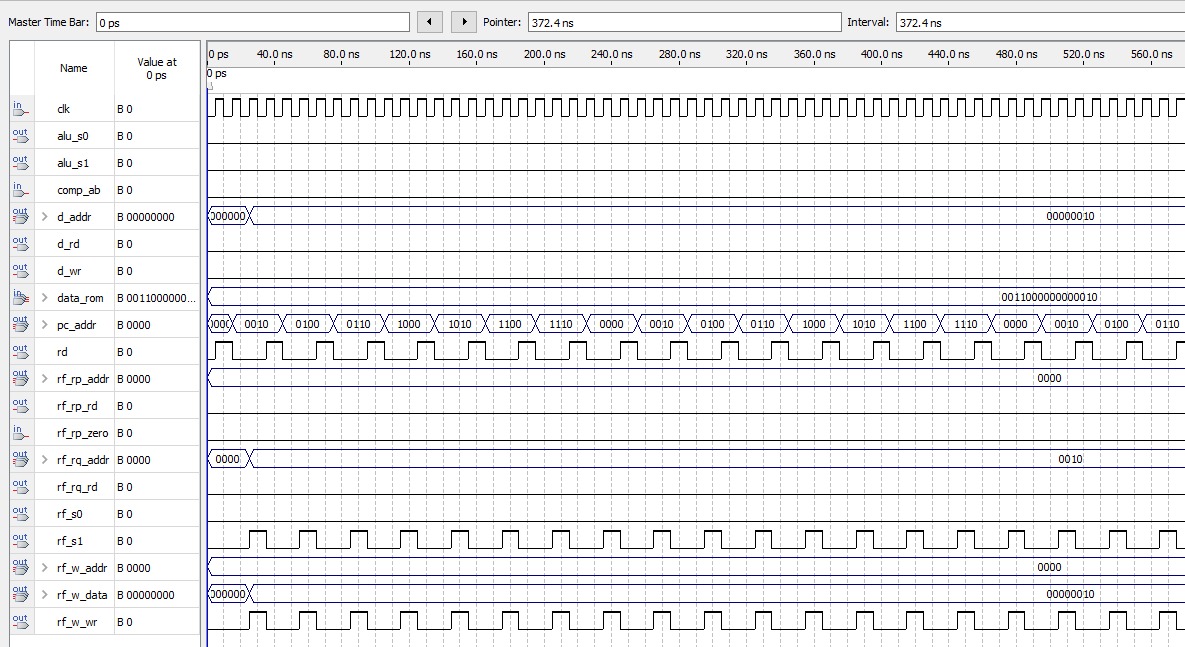 Master Time Bar: 0 ps Pointer: 372.4 ns Interval: 372.4 ns
Name Value at 0 ps 0 ps 40.0 ns 80.0 ns 120.0 ns 160.0 ns 200.0 ns 240.0 ns 280.0 ns 320.0 ns 360.0 ns 400.0 ns 440.0 ns 480.0 ns 520.0 ns 560.0 ns
0 ps
in clk B 0
out alu_s0 B 0
out alu_s1 B 0
in comp_ab B 0
out d_addr B 00000000 000000 00000010
out d_rd B 0
out d_wr B 0
in data_rom B 0011000000... 0011000000000010
out pc_addr B 0000 000 0010 0100 0110 1000 1010 1100 1110 0000 0010 0100 0110 1000 1010 1100 1110 0000 0010 0100 0110
out rd B 0
out rf_rp_addr B 0000 0000
out rf_rp_rd B 0
in rf_rp_zero B 0
out rf_rq_addr B 0000 0000 0010
out rf_rq_rd B 0
out rf_s0 B 0
out rf_s1 B 0
out rf_w_addr B 0000 0000
out rf_w_data B 00000000 000000 00000010
out rf_w_wr B 0